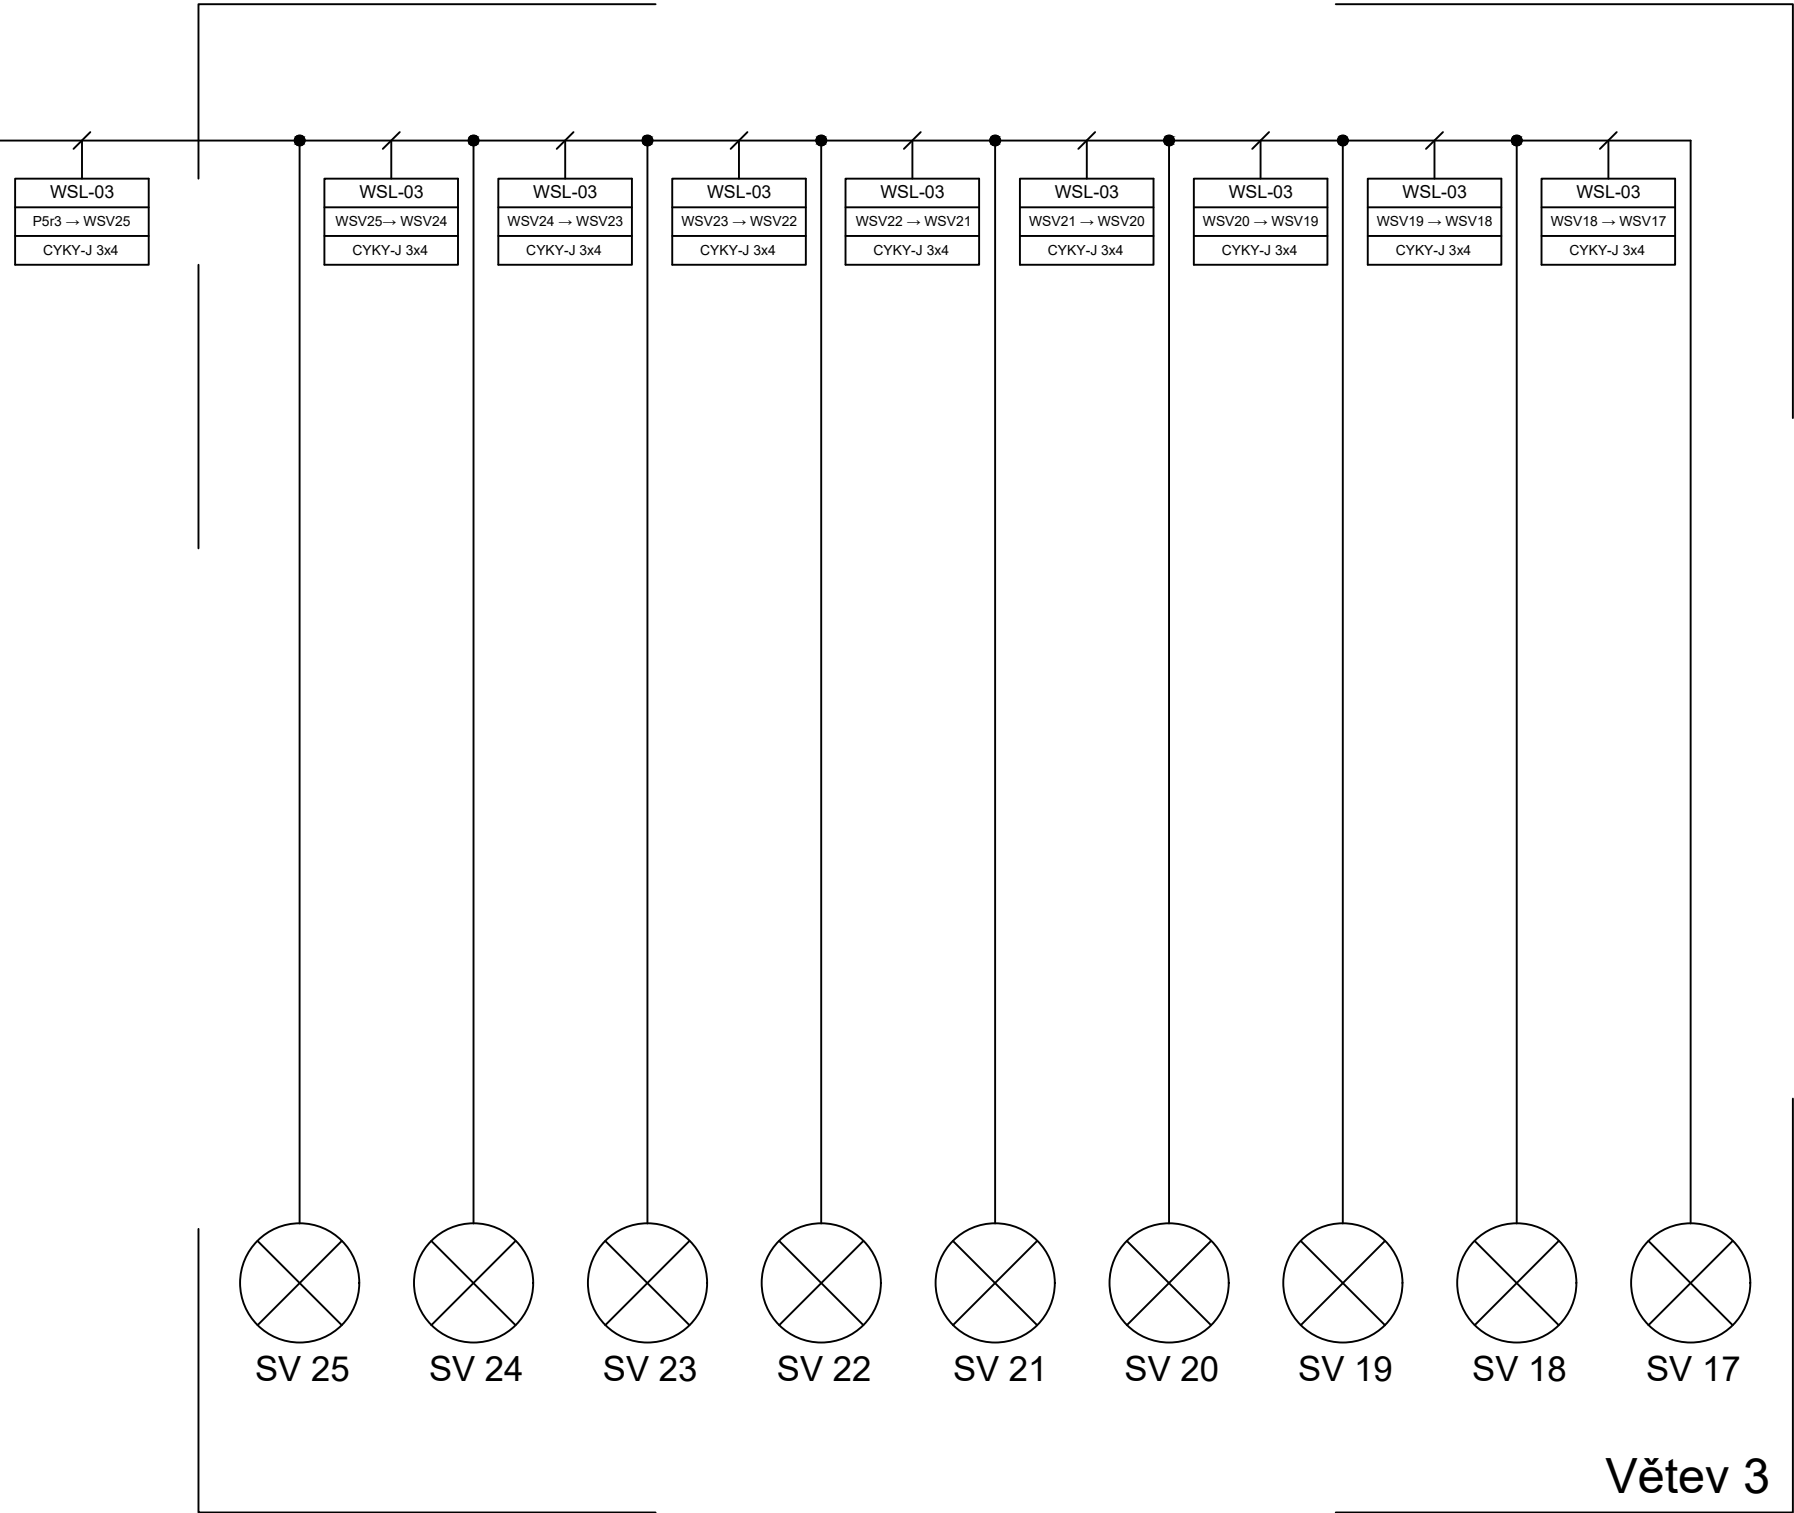 WSL-03
P5r3 → WSV25
CYKY-J 3x4
WSL-03
WSV25→ WSV24
CYKY-J 3x4
WSL-03
WSV24 → WSV23
CYKY-J 3x4
WSL-03
WSV23 → WSV22
CYKY-J 3x4
WSL-03
WSV22 → WSV21
CYKY-J 3x4
WSL-03
WSV21 → WSV20
CYKY-J 3x4
WSL-03
WSV20 → WSV19
CYKY-J 3x4
WSL-03
WSV19 → WSV18
CYKY-J 3x4
WSL-03
WSV18 → WSV17
CYKY-J 3x4
SV 25
SV 24
SV 23
SV 22
SV 21
SV 20
SV 19
SV 18
SV 17
Větev 3